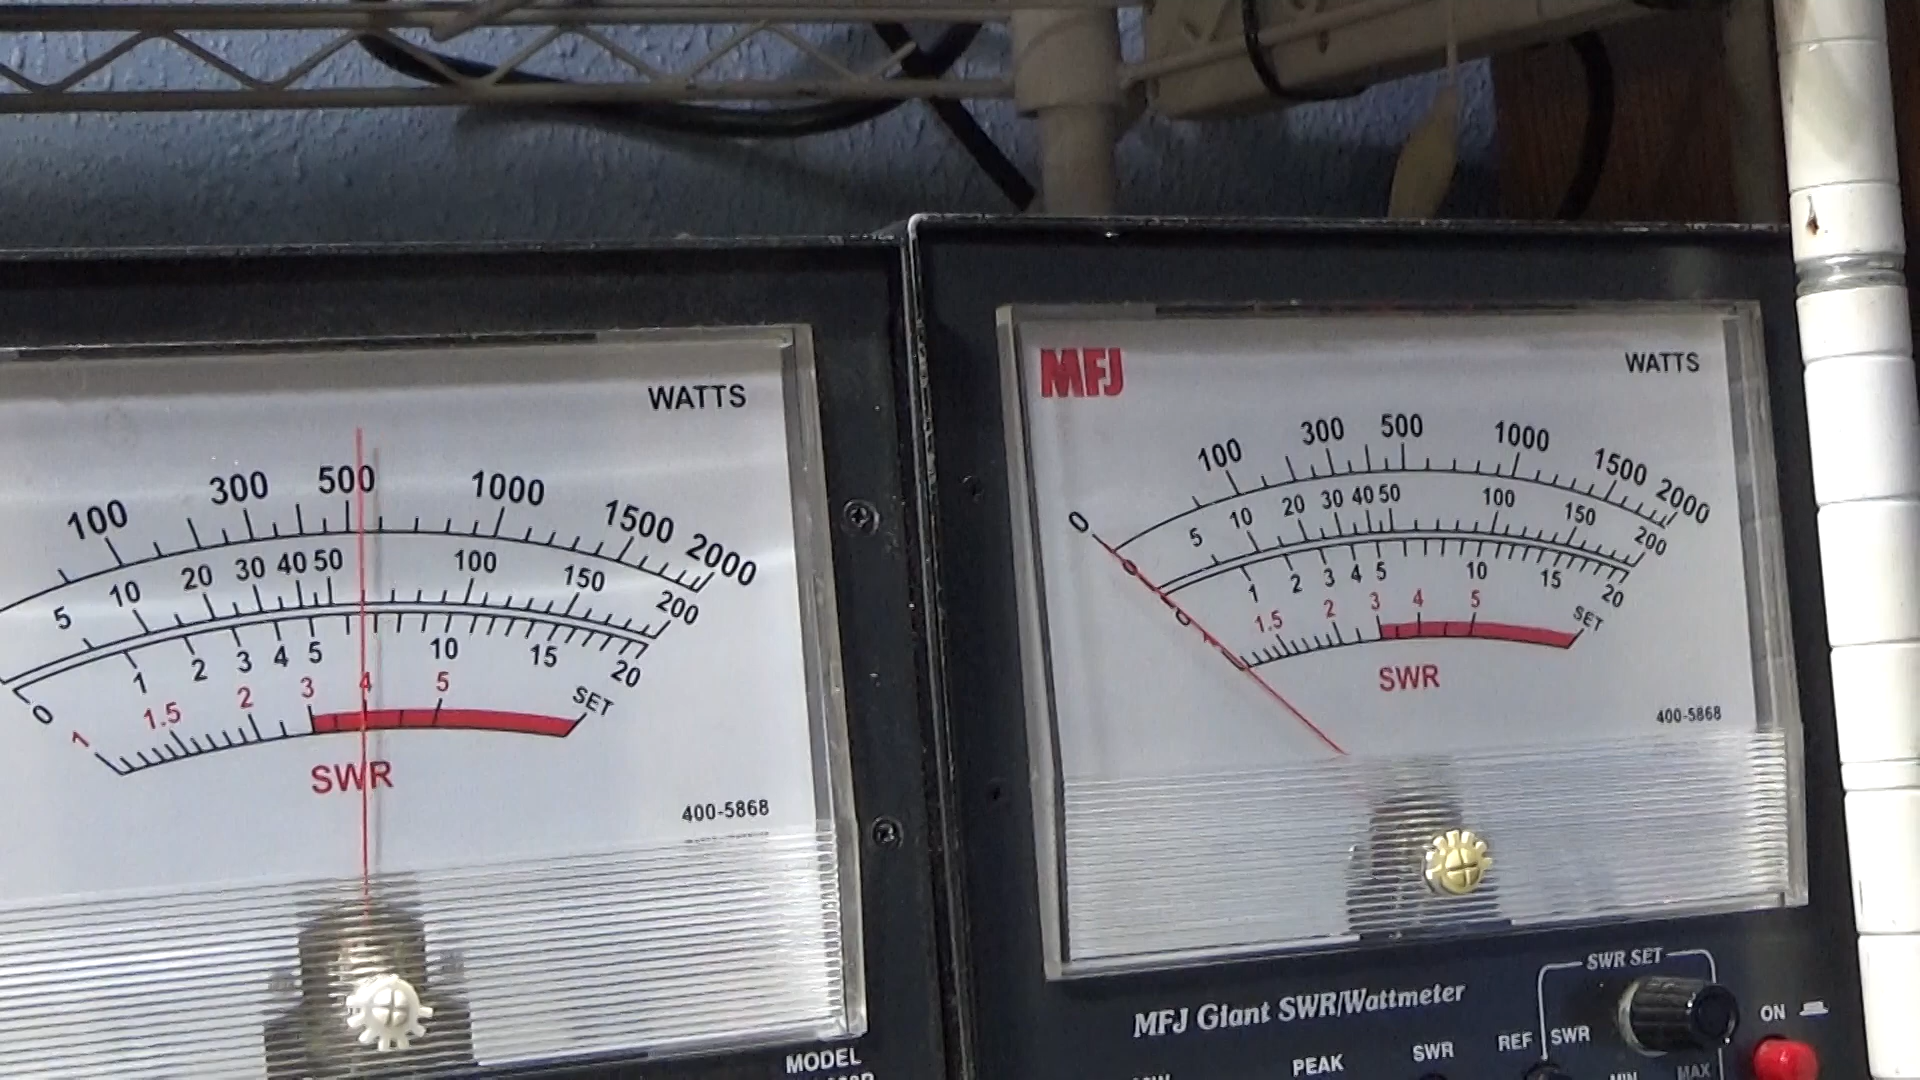 WATTS
100 300 500 1000 1500 2000
5 10 20 30 40 50 100 150 200
0 1 2 3 4 5 10 15 20
1 1.5 2 3 4 5 SET
SWR
400-5868
MODEL
MFJ
WATTS
0 100 300 500 1000 1500 2000
0 5 10 20 30 40 50 100 150 200
0 1 2 3 4 5 10 15 20
1.5 2 3 4 5 SET
SWR
400-5868
MFJ Giant SWR/Wattmeter
SWR SET
PEAK
SWR
REF
SWR
MIN
MAX
ON